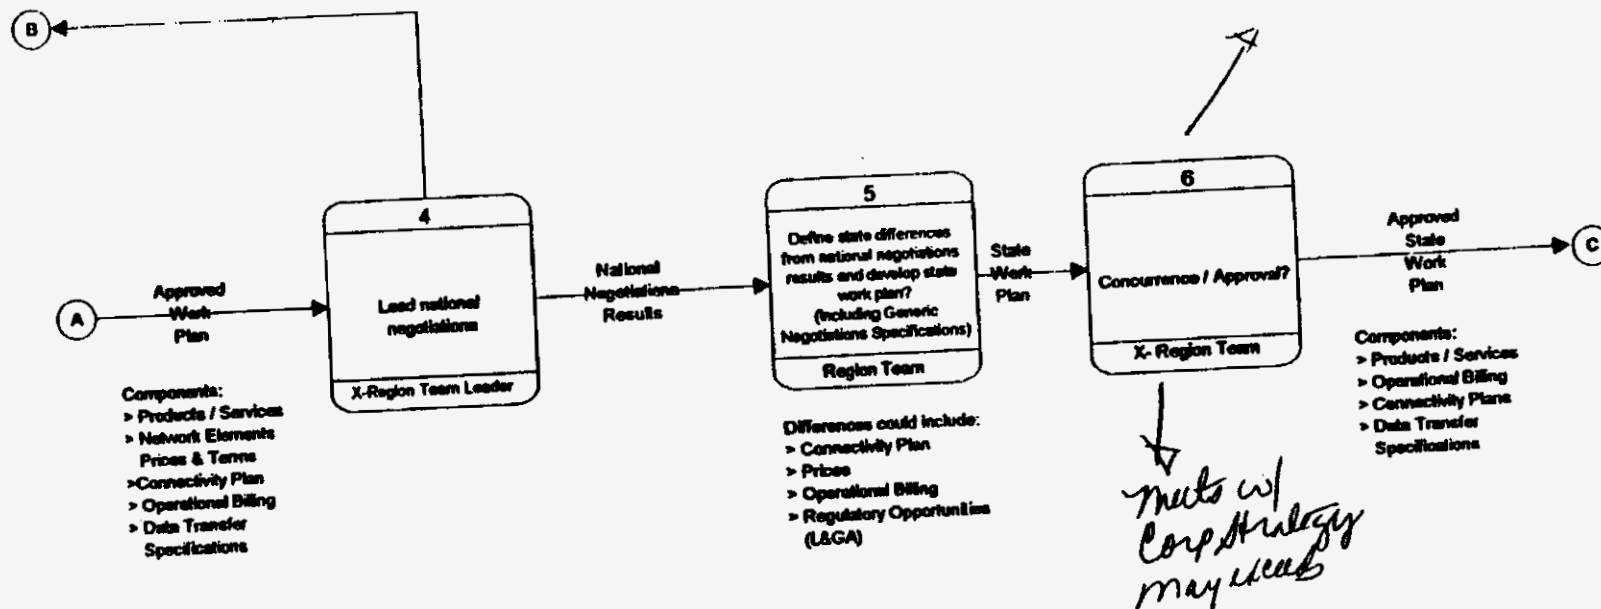 B
A
Approved
Work
Plan
Components:
> Products / Services
> Network Elements
Prices & Terms
>Connectivity Plan
> Operational Billing
> Data Transfer
Specifications
4
Lead national
negotiations
X-Region Team Leader
National
Negotiations
Results
5
Define state differences
from national negotiations
results and develop state
work plan?
(Including Generic
Negotiations Specifications)
Region Team
Differences could include:
> Connectivity Plan
> Prices
> Operational Billing
> Regulatory Opportunities
(L&GA)
State
Work
Plan
6
Concurrence / Approval?
X- Region Team
Meets w/
Corp Strategy
may
Approved
State
Work
Plan
C
Components:
> Products / Services
> Operational Billing
> Connectivity Plans
> Data Transfer
Specifications